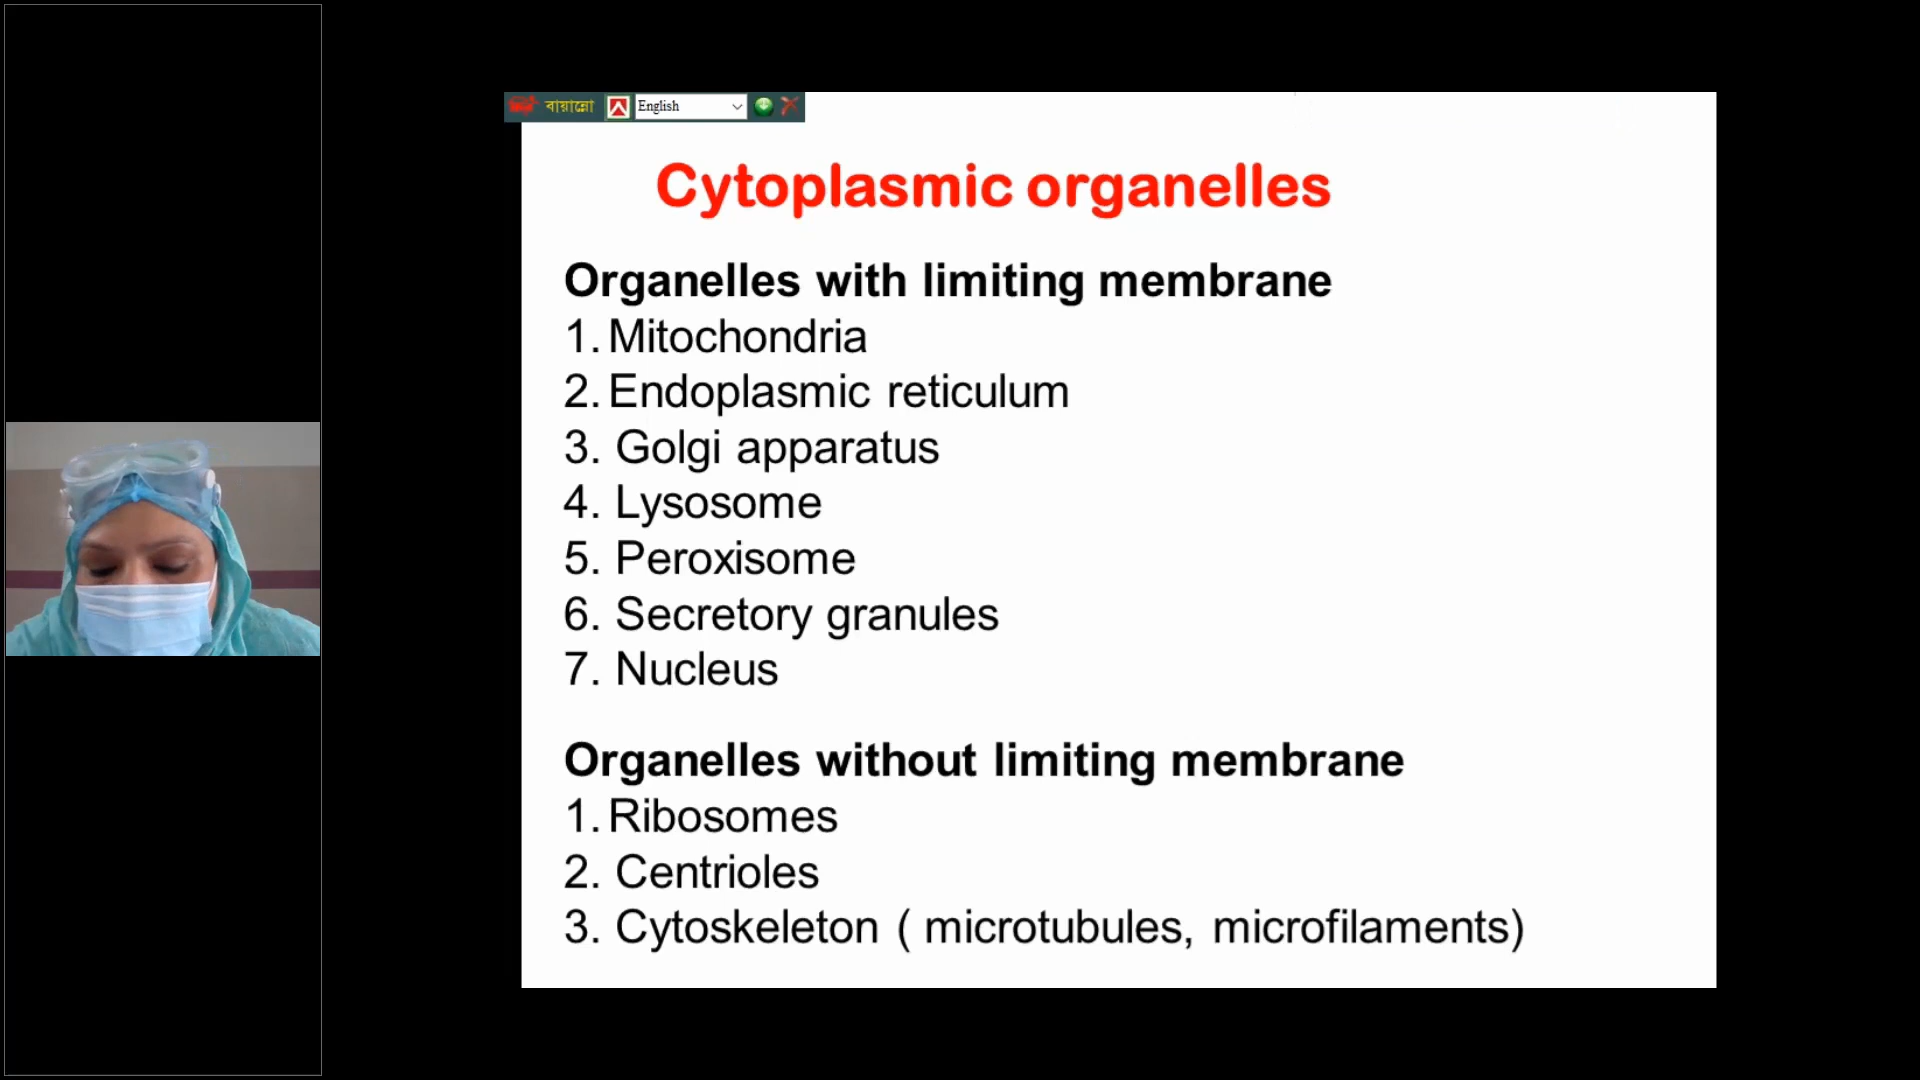 বায়ান্নো English
Cytoplasmic organelles
Organelles with limiting membrane
1. Mitochondria
2. Endoplasmic reticulum
3. Golgi apparatus
4. Lysosome
5. Peroxisome
6. Secretory granules
7. Nucleus
Organelles without limiting membrane
1. Ribosomes
2. Centrioles
3. Cytoskeleton ( microtubules, microfilaments)